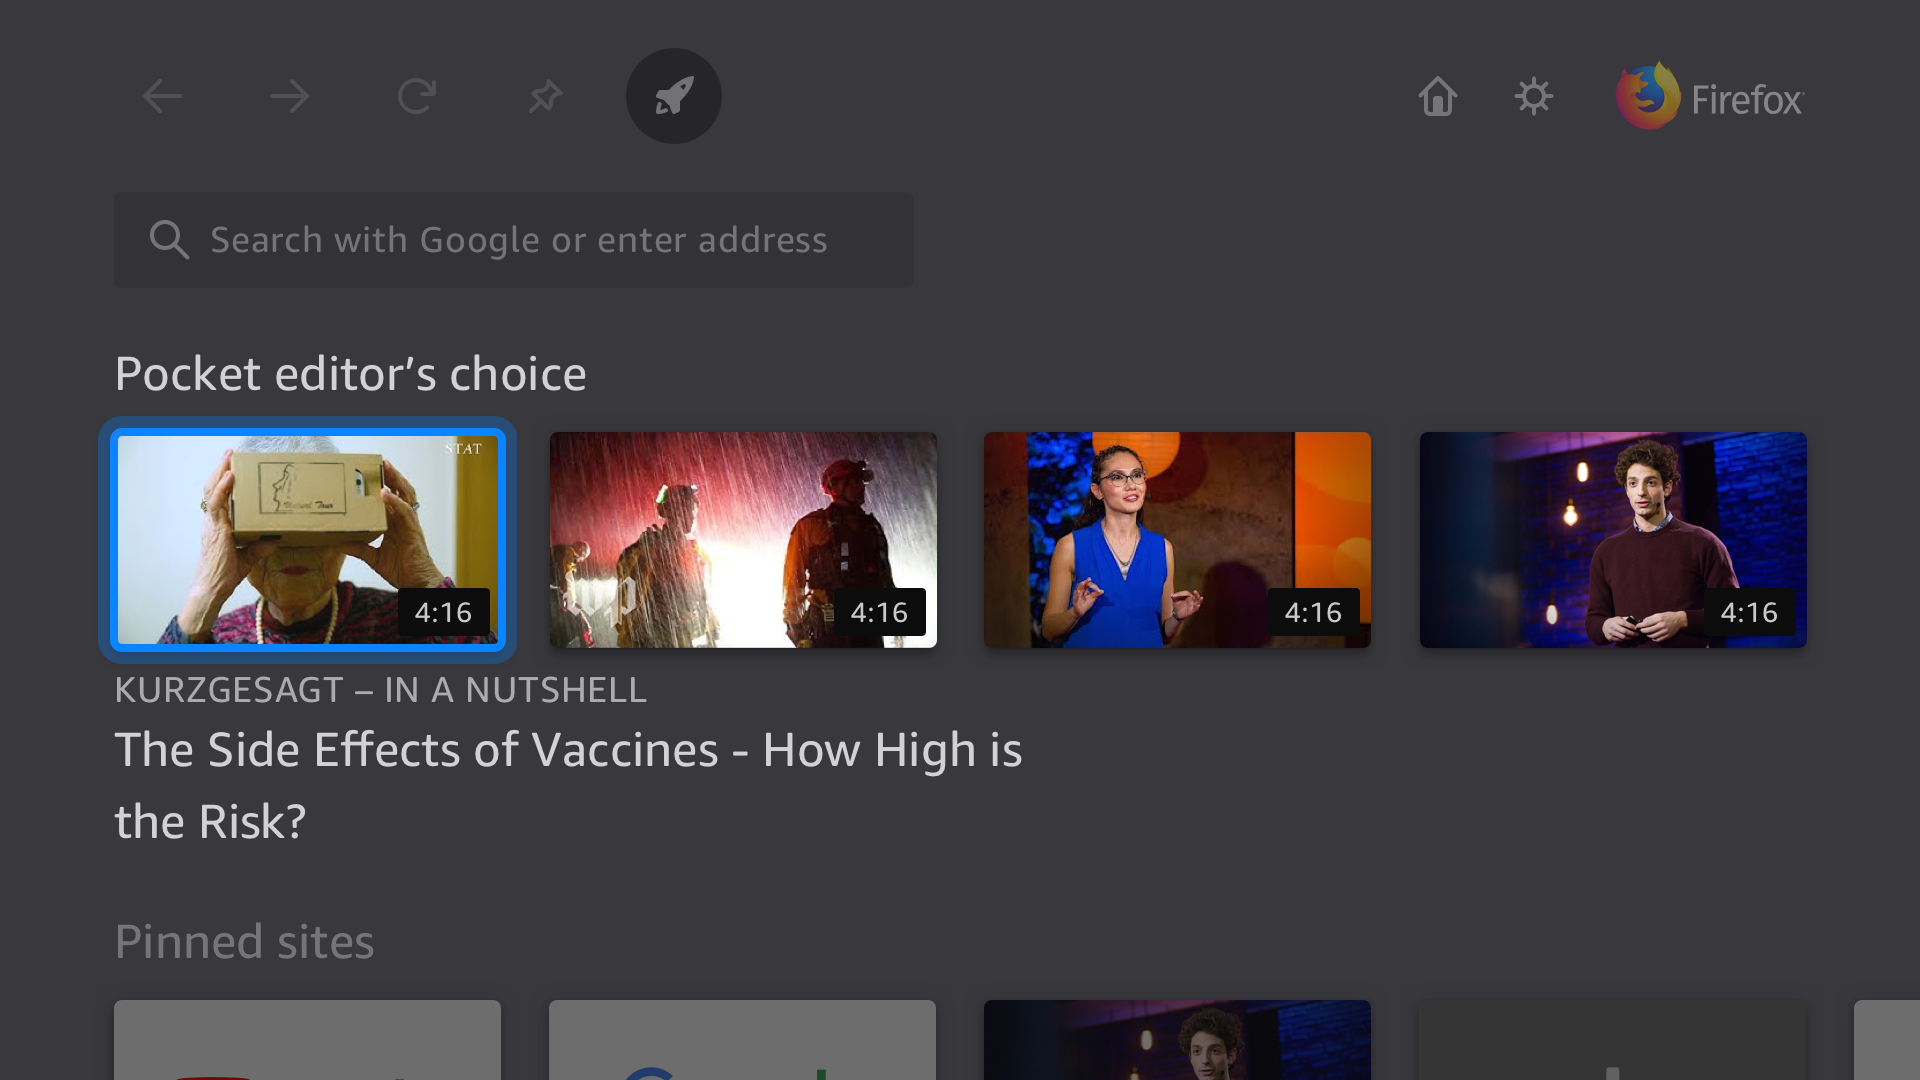 Firefox
Search with Google or enter address
Pocket editor’s choice
STAT
wp
4:16
4:16
4:16
4:16
KURZGESAGT – IN A NUTSHELL
The Side Effects of Vaccines - How High is
the Risk?
Pinned sites